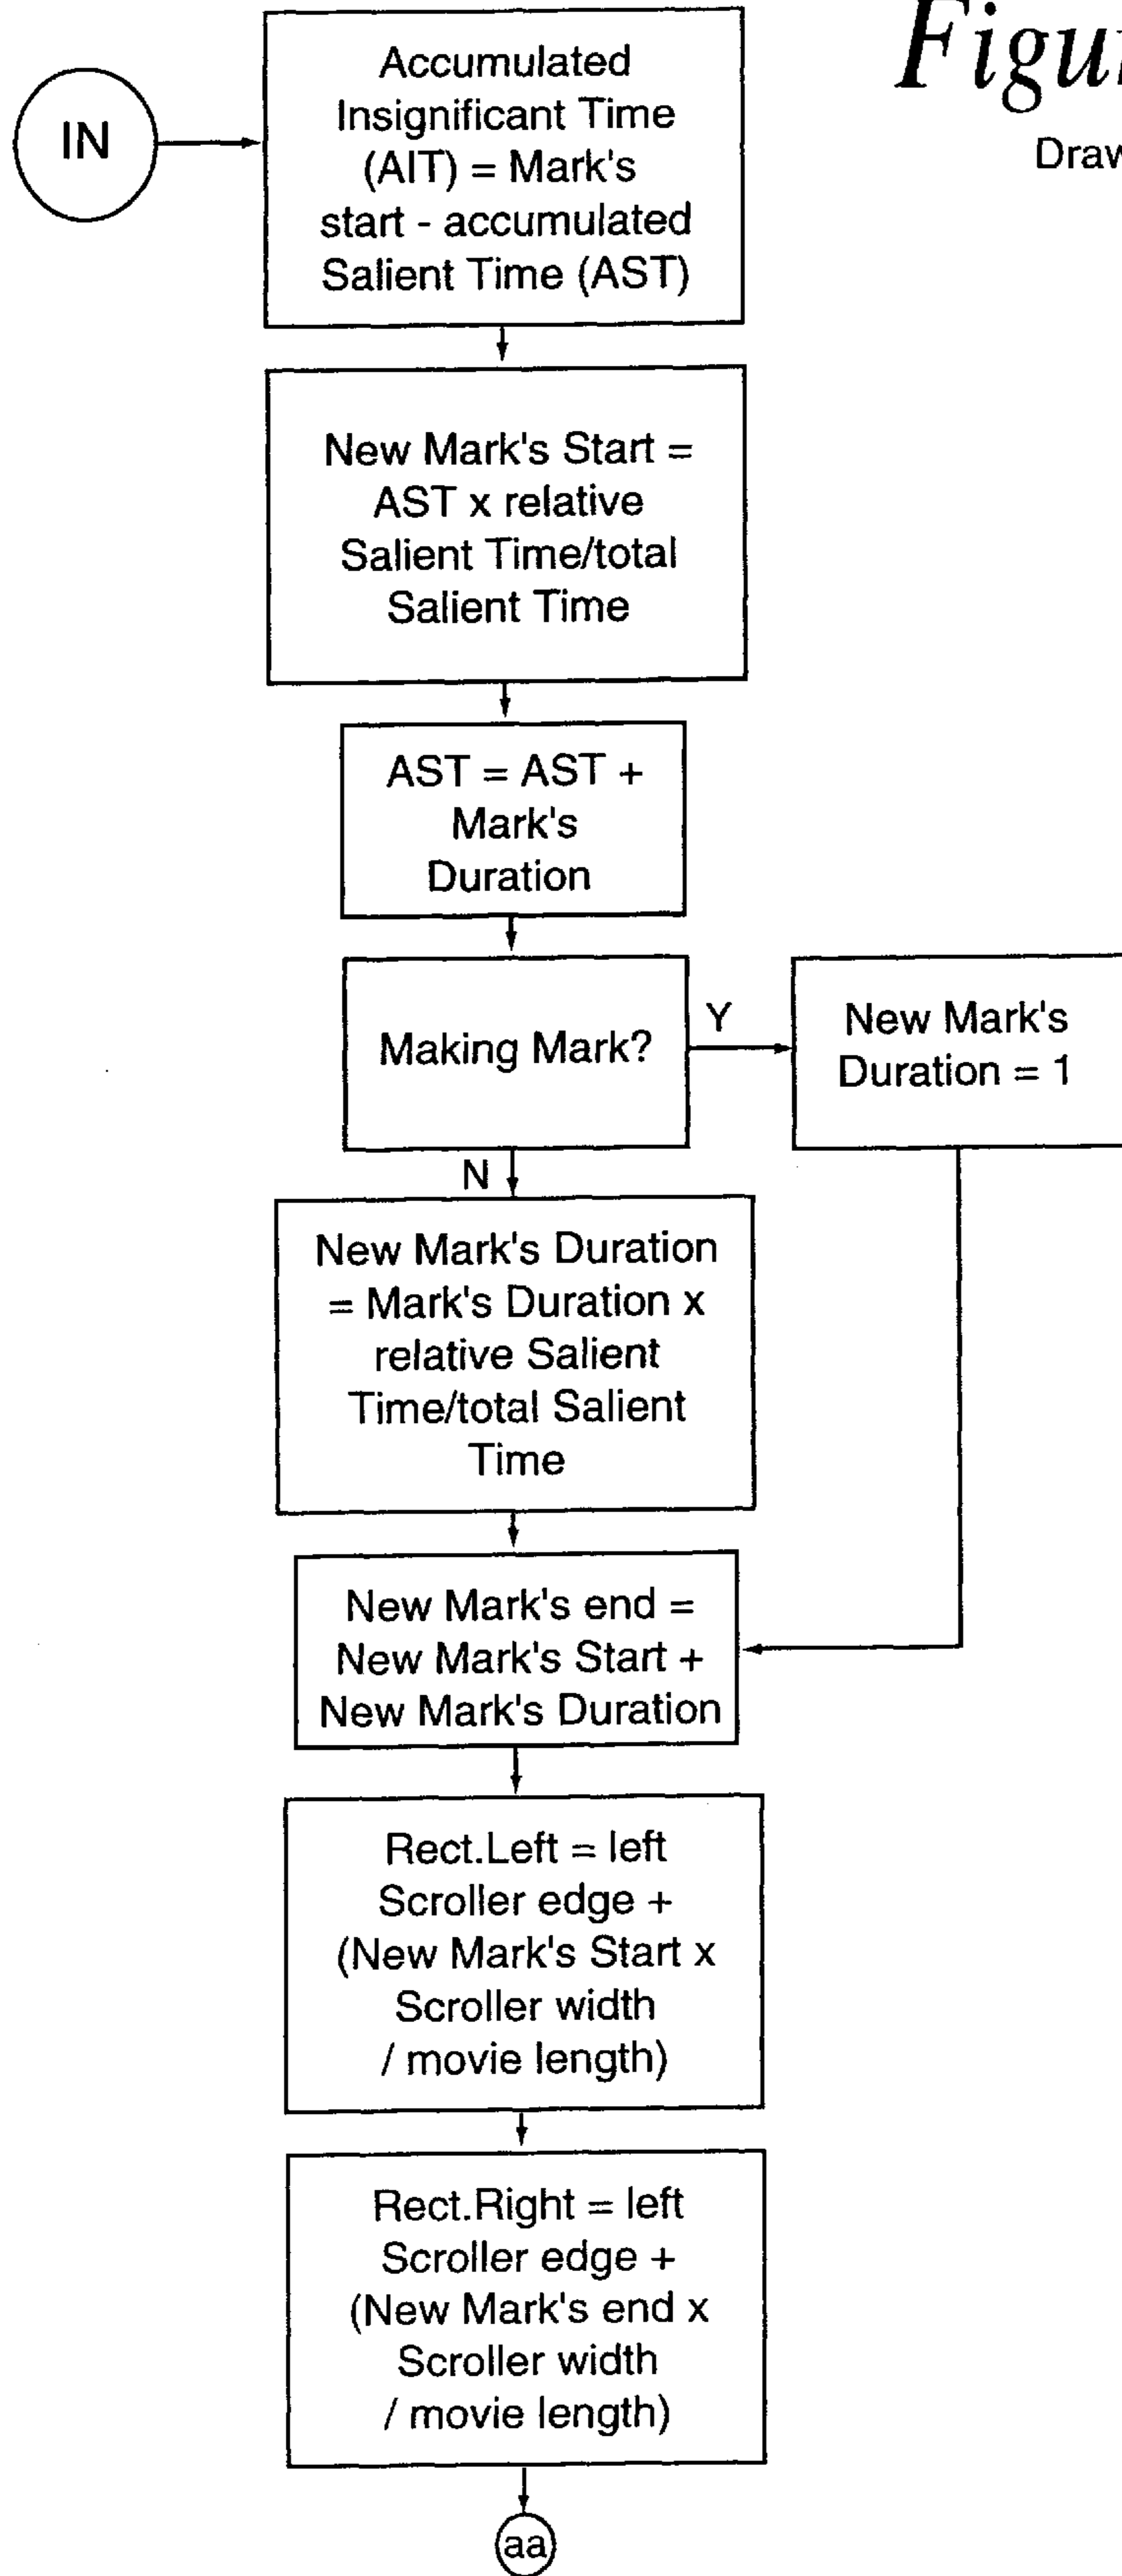 Figur
Draw
IN
Accumulated
Insignificant Time
(AIT) = Mark's
start - accumulated
Salient Time (AST)
New Mark's Start =
AST x relative
Salient Time/total
Salient Time
AST = AST +
Mark's
Duration
Making Mark?
Y
New Mark's
Duration = 1
N
New Mark's Duration
= Mark's Duration x
relative Salient
Time/total Salient
Time
New Mark's end =
New Mark's Start +
New Mark's Duration
Rect.Left = left
Scroller edge +
(New Mark's Start x
Scroller width
/ movie length)
Rect.Right = left
Scroller edge +
(New Mark's end x
Scroller width
/ movie length)
aa